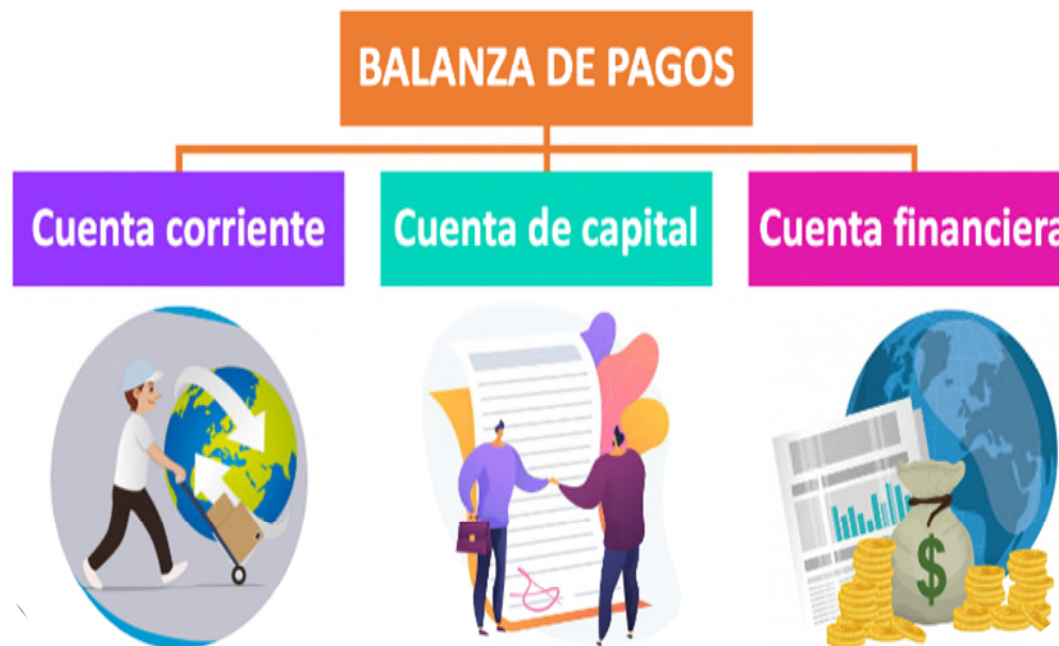 BALANZA DE PAGOS
Cuenta corriente
Cuenta de capital
Cuenta financiera
$